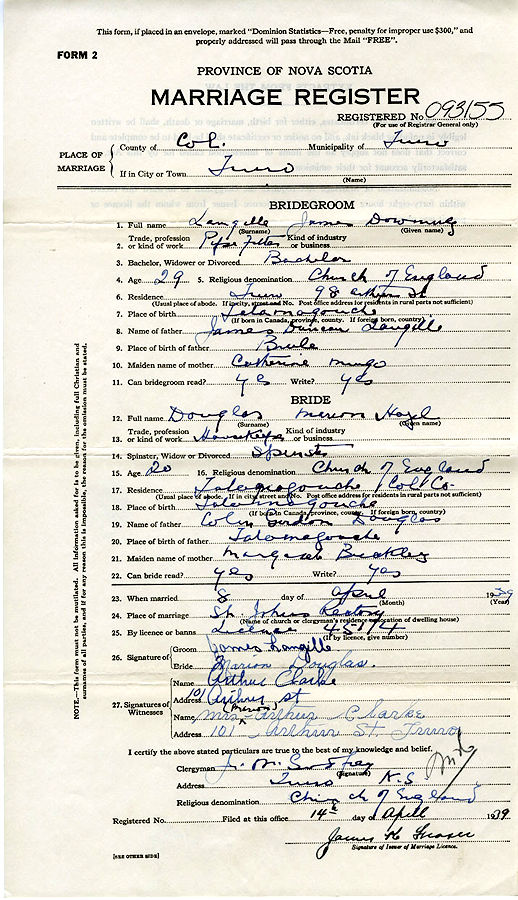 This form, if placed in an envelope, marked "Dominion Statistics—Free, penalty for improper use $300," and
properly addressed will pass through the Mail "FREE".
FORM 2
PROVINCE OF NOVA SCOTIA
MARRIAGE REGISTER
REGISTERED No. 093155
(For use of Registrar General only)
PLACE OF MARRIAGE
County of Col. Municipality of Truro
If in City or Town Truro
(Name)
BRIDEGROOM
1. Full name Langille James Downing
(Surname) (Given name)
2. Trade, profession or kind of work Pipe fitter Kind of industry or business
3. Bachelor, Widower or Divorced Bachelor
4. Age 29 5. Religious denomination Church of England
6. Residence Truro 98 Arthur St
(Usual place of abode. If in city, street and No. Post office address for residents in rural parts not sufficient)
7. Place of birth Tatamagouche
(If born in Canada, province, county. If foreign born, country)
8. Name of father James Duncan Langille
9. Place of birth of father Brule
10. Maiden name of mother Catherine Mingo
11. Can bridegroom read? yes Write? yes
BRIDE
12. Full name Douglas Marion Hazel
(Surname) (Given name)
13. Trade, profession or kind of work Housekeeper Kind of industry or business
14. Spinster, Widow or Divorced Spinster
15. Age 20 16. Religious denomination Church of England
17. Residence Tatamagouche Col Co.
(Usual place of abode. If in city street and No. Post office address for residents in rural parts not sufficient)
18. Place of birth Tatamagouche
(If born in Canada, province, county. If foreign born, country)
19. Name of father Colin Gordon Douglas
20. Place of birth of father Tatamagouche
21. Maiden name of mother Margaret Buckley
22. Can bride read? yes Write? yes
23. When married 8 day of April 1939
(Month) (Year)
24. Place of marriage St. Johns Rectory
(Name of church or clergyman's residence or location of dwelling house)
25. By licence or banns License 45174
(If by licence, give number)
26. Signature of Groom James Langille
Bride Marion Douglas.
27. Signatures of Witnesses
Name Arthur Clarke
Address 101 Arthur st
(Marion)
Name Mrs. Arthur Clarke
Address 101 Arthur St. Truro
I certify the above stated particulars are true to the best of my knowledge and belief.
Clergyman J. M.
(Signature)
Address Truro N.S.
Religious denomination Church of England
Registered No. Filed at this office 14th day of April 1939
James H Fraser
Signature of Issuer of Marriage Licence.
[SEE OTHER SIDE]
NOTE.—This form must not be mutilated. All information asked for is to be given, including full Christian and
surnames of all parties, and if for any reason this is impossible, the reason for the omission must be stated.